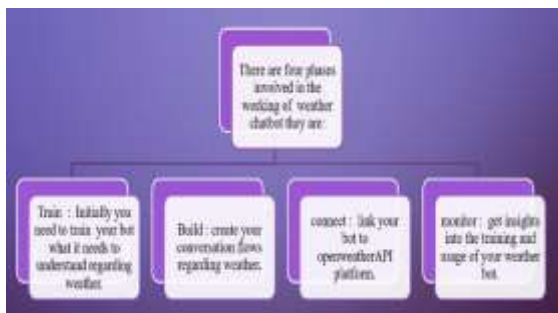 There are four phases
involved in the
working of weather
chatbot they are:
Train : Initially you
need to train your bot
what it needs to
understand regarding
weather.
Build : create your
conversation flows
regarding weather.
connect : link your
bot to
openweatherAPI
platform.
monitor : get insights
into the training and
usage of your weather
bot.